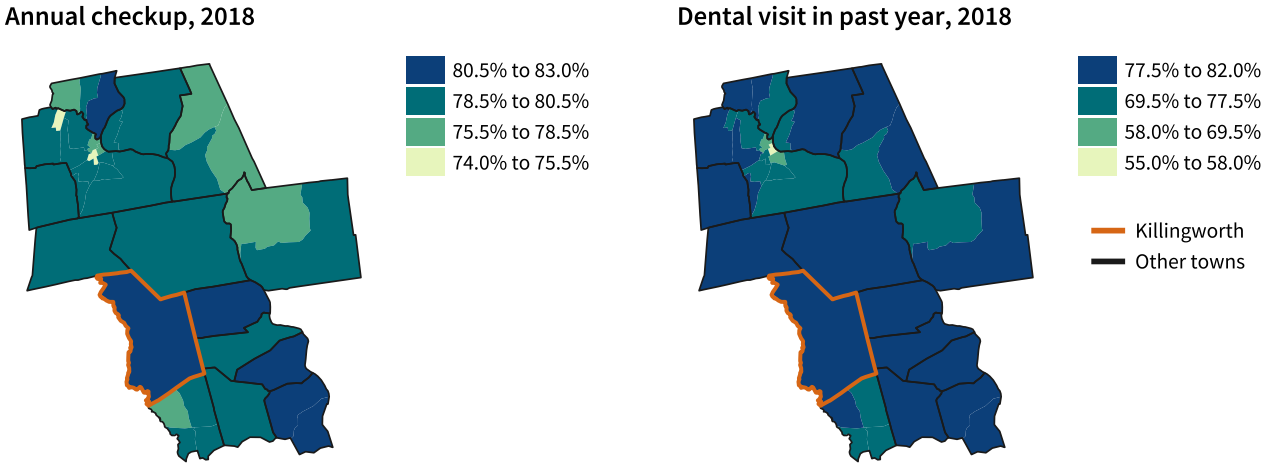 Annual checkup, 2018
80.5% to 83.0%
78.5% to 80.5%
75.5% to 78.5%
74.0% to 75.5%
Dental visit in past year, 2018
77.5% to 82.0%
69.5% to 77.5%
58.0% to 69.5%
55.0% to 58.0%
Killingworth
Other towns